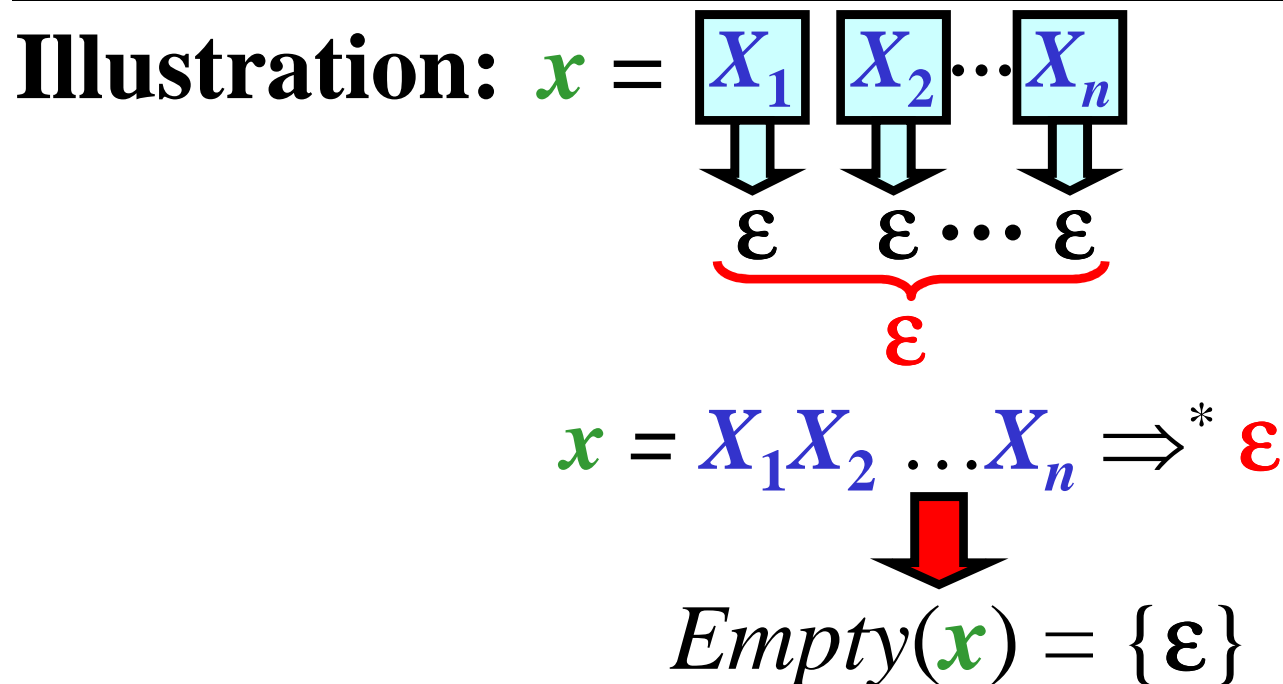 Illustration: x = X₁ X₂ ⋯ Xₙ
ε ε ⋯ ε
ε
x = X₁X₂ …Xₙ ⇒* ε
Empty(x) = {ε}